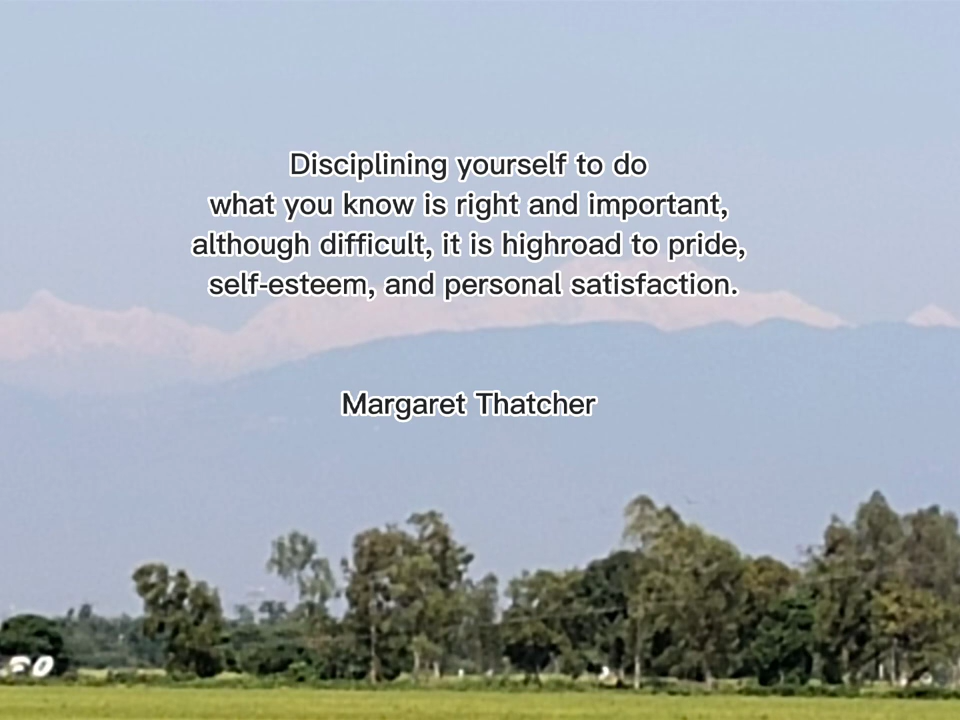 Disciplining yourself to do
what you know is right and important,
although difficult, it is highroad to pride,
self-esteem, and personal satisfaction.
Margaret Thatcher